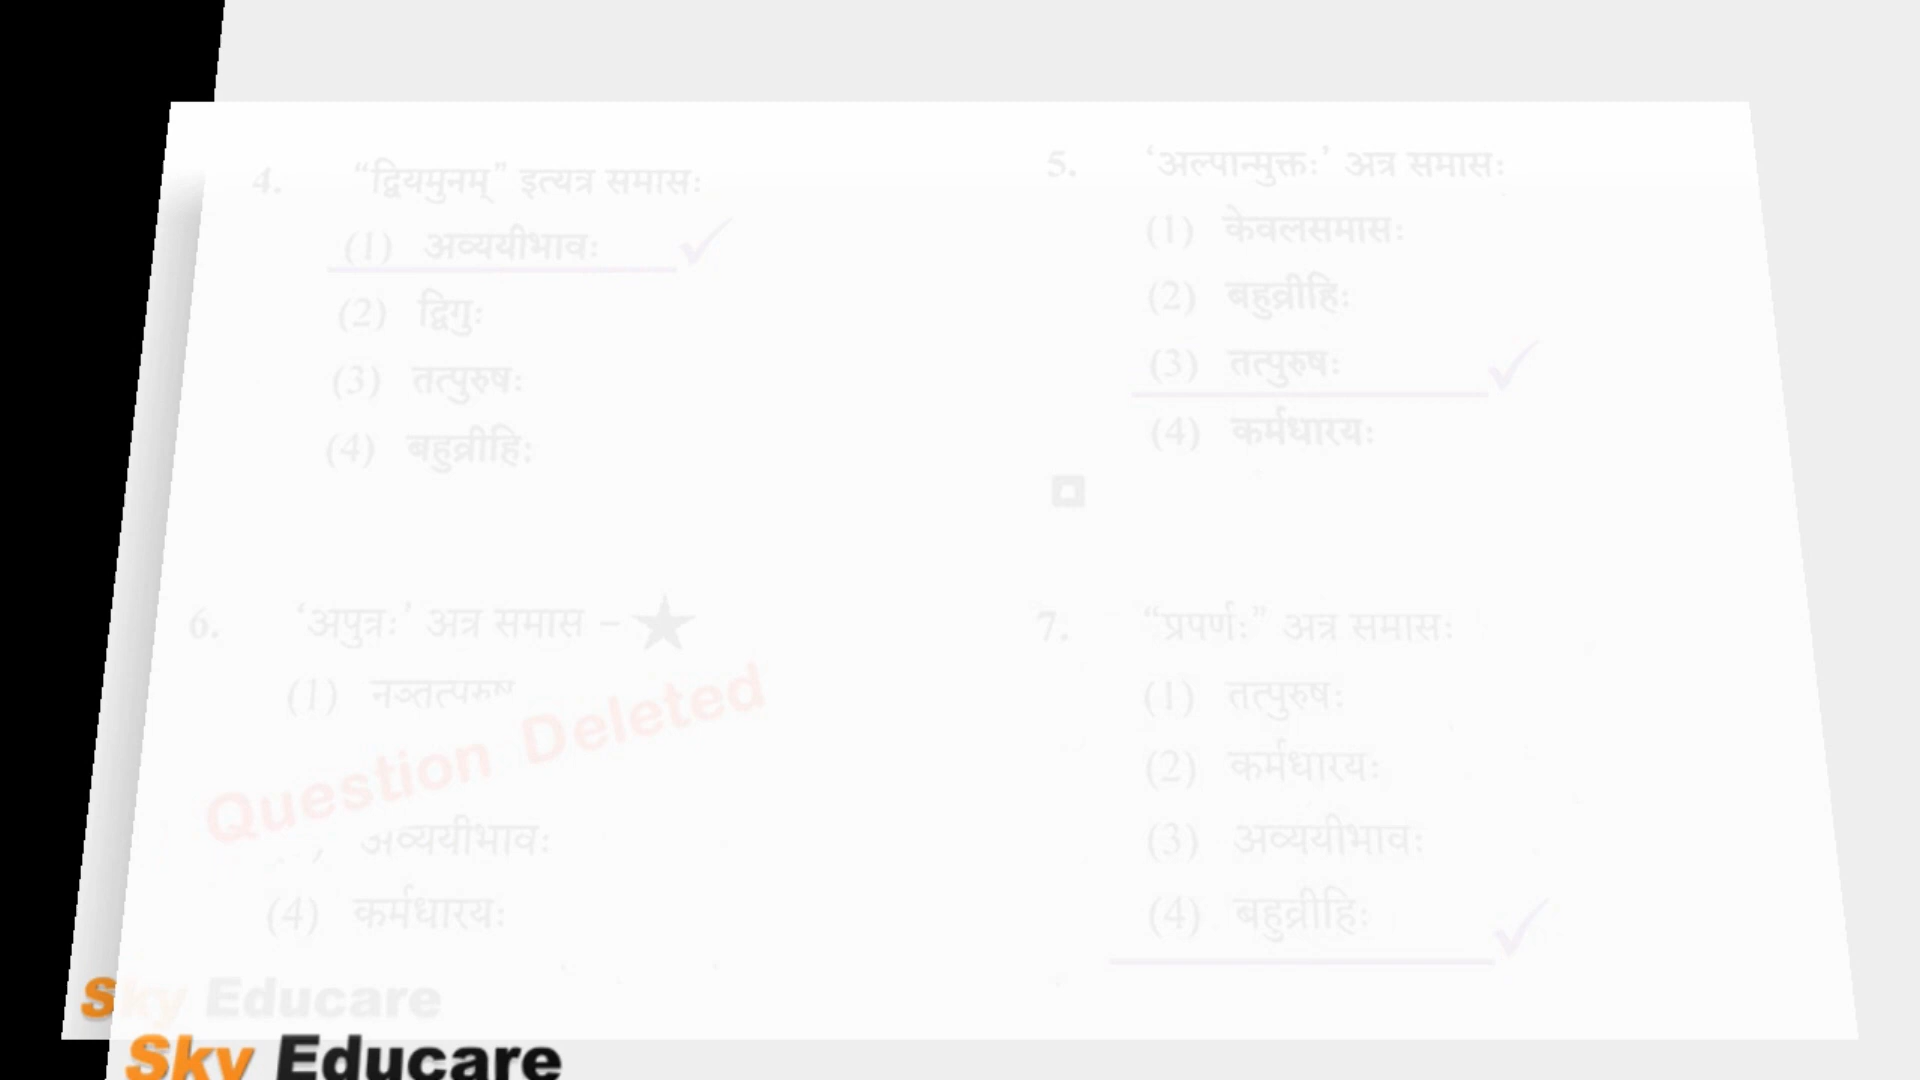 4. “द्वियमुनम्” इत्यत्र समासः
(1) अव्ययीभावः
(2) द्विगुः
(3) तत्पुरुषः
(4) बहुव्रीहिः
5. ‘अल्पान्मुक्तः’ अत्र समासः
(1) केवलसमासः
(2) बहुव्रीहिः
(3) तत्पुरुषः
(4) कर्मधारयः
6. ‘अपुत्रः’ अत्र समास –
(1) नञ्तत्पुरुष
Question Deleted
अव्ययीभावः
(4) कर्मधारयः
7. “प्रपर्णः” अत्र समासः
(1) तत्पुरुषः
(2) कर्मधारयः
(3) अव्ययीभावः
(4) बहुव्रीहिः
Sky Educare
Sky Educare